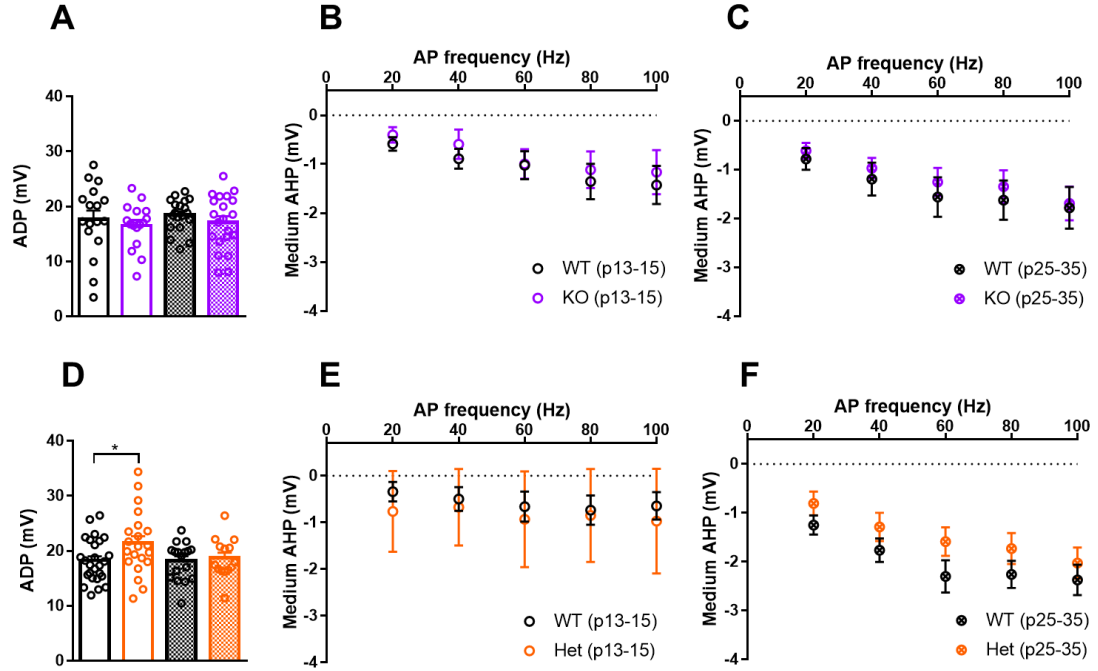 A
B
C
AP frequency (Hz)
0 20 40 60 80 100
AP frequency (Hz)
0 20 40 60 80 100
ADP (mV)
40
30
20
10
0
Medium AHP (mV)
0
-1
-2
-3
-4
WT (p13-15)
KO (p13-15)
Medium AHP (mV)
0
-1
-2
-3
-4
WT (p25-35)
KO (p25-35)
D
E
F
AP frequency (Hz)
0 20 40 60 80 100
AP frequency (Hz)
0 20 40 60 80 100
ADP (mV)
40
30
20
10
0
*
Medium AHP (mV)
0
-1
-2
-3
-4
WT (p13-15)
Het (p13-15)
Medium AHP (mV)
0
-1
-2
-3
-4
WT (p25-35)
Het (p25-35)